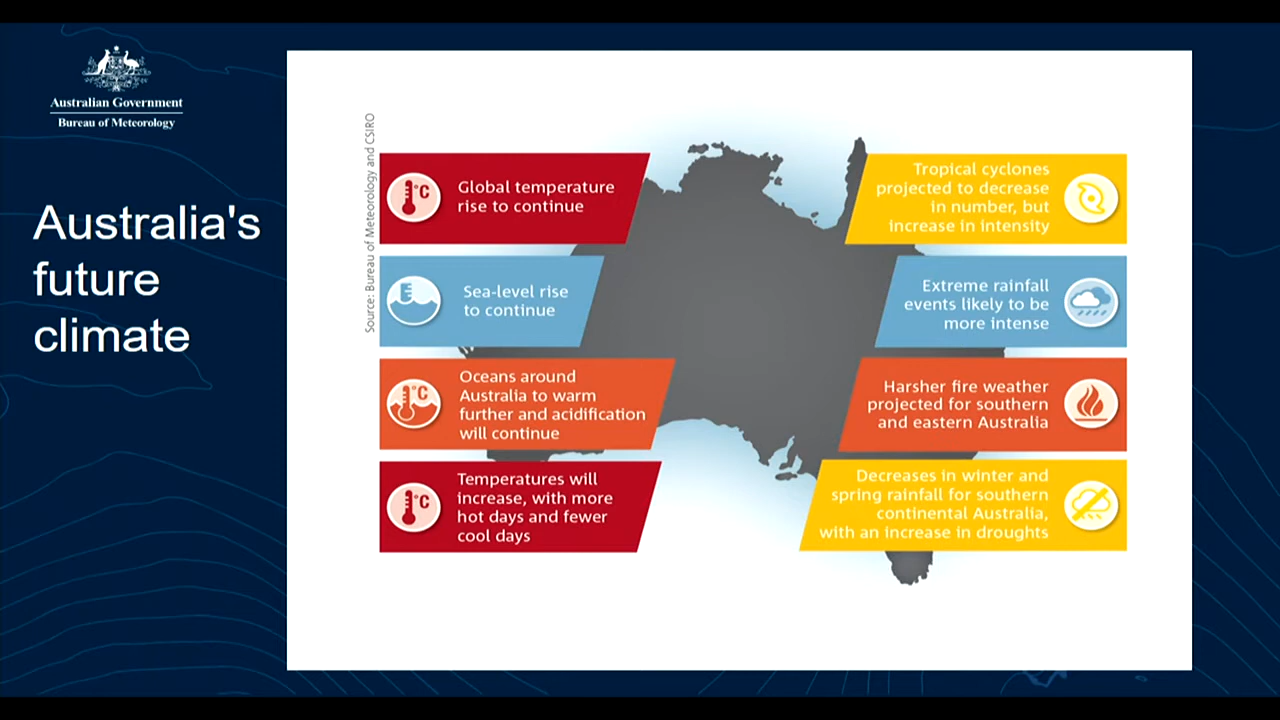 Australian Government
Bureau of Meteorology
Australia's
future
climate
Source: Bureau of Meteorology and CSIRO
°C
Global temperature
rise to continue
Sea-level rise
to continue
°C
Oceans around
Australia to warm
further and acidification
will continue
°C
Temperatures will
increase, with more
hot days and fewer
cool days
Tropical cyclones
projected to decrease
in number, but
increase in intensity
Extreme rainfall
events likely to be
more intense
Harsher fire weather
projected for southern
and eastern Australia
Decreases in winter and
spring rainfall for southern
continental Australia,
with an increase in droughts